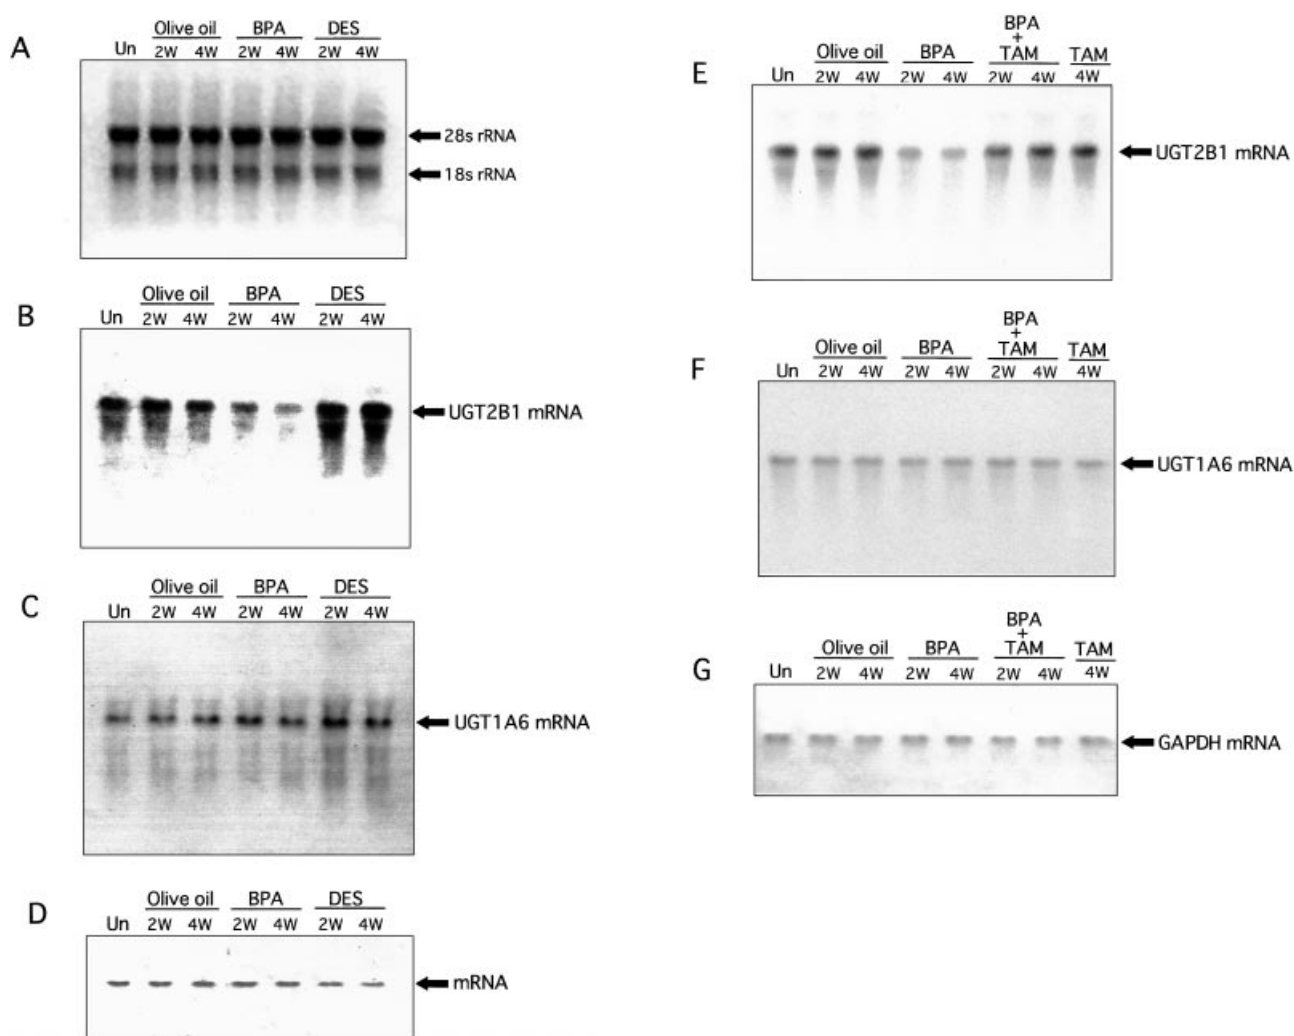 A
Olive oil BPA DES
Un 2W 4W 2W 4W 2W 4W
28s rRNA
18s rRNA
B
Olive oil BPA DES
Un 2W 4W 2W 4W 2W 4W
UGT2B1 mRNA
C
Olive oil BPA DES
Un 2W 4W 2W 4W 2W 4W
UGT1A6 mRNA
D
Olive oil BPA DES
Un 2W 4W 2W 4W 2W 4W
mRNA
E
BPA
+
Olive oil BPA TAM TAM
Un 2W 4W 2W 4W 2W 4W 4W
UGT2B1 mRNA
F
BPA
+
Olive oil BPA TAM TAM
Un 2W 4W 2W 4W 2W 4W 4W
UGT1A6 mRNA
G
BPA
+
Olive oil BPA TAM TAM
Un 2W 4W 2W 4W 2W 4W 4W
GAPDH mRNA